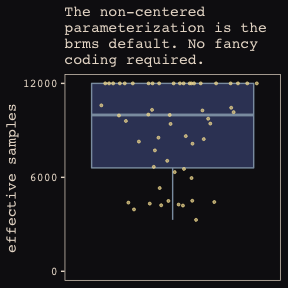 The non-centered
parameterization is the
brms default. No fancy
coding required.
12000
6000
0
effective samples